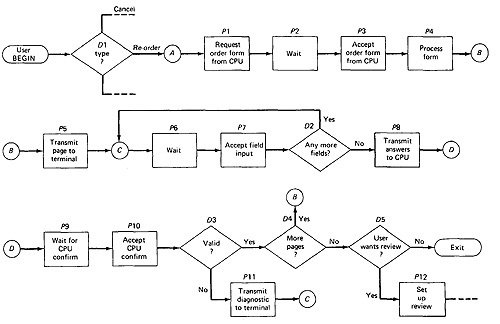 Cancel
User
BEGIN
D1
type
?
Re-order
A
P1
Request
order form
from CPU
P2
Wait
P3
Accept
order form
from CPU
P4
Process
form
B
B
P5
Transmit
page to
terminal
C
P6
Wait
P7
Accept field
input
D2
Any more
fields?
Yes
No
P8
Transmit
answers
to CPU
D
D
P9
Wait for
CPU
confirm
P10
Accept
CPU
confirm
D3
Valid
?
Yes
No
P11
Transmit
diagnostic
to terminal
C
B
D4
Yes
More
pages
?
No
D5
User
wants review
?
No
Exit
Yes
P12
Set
up
review